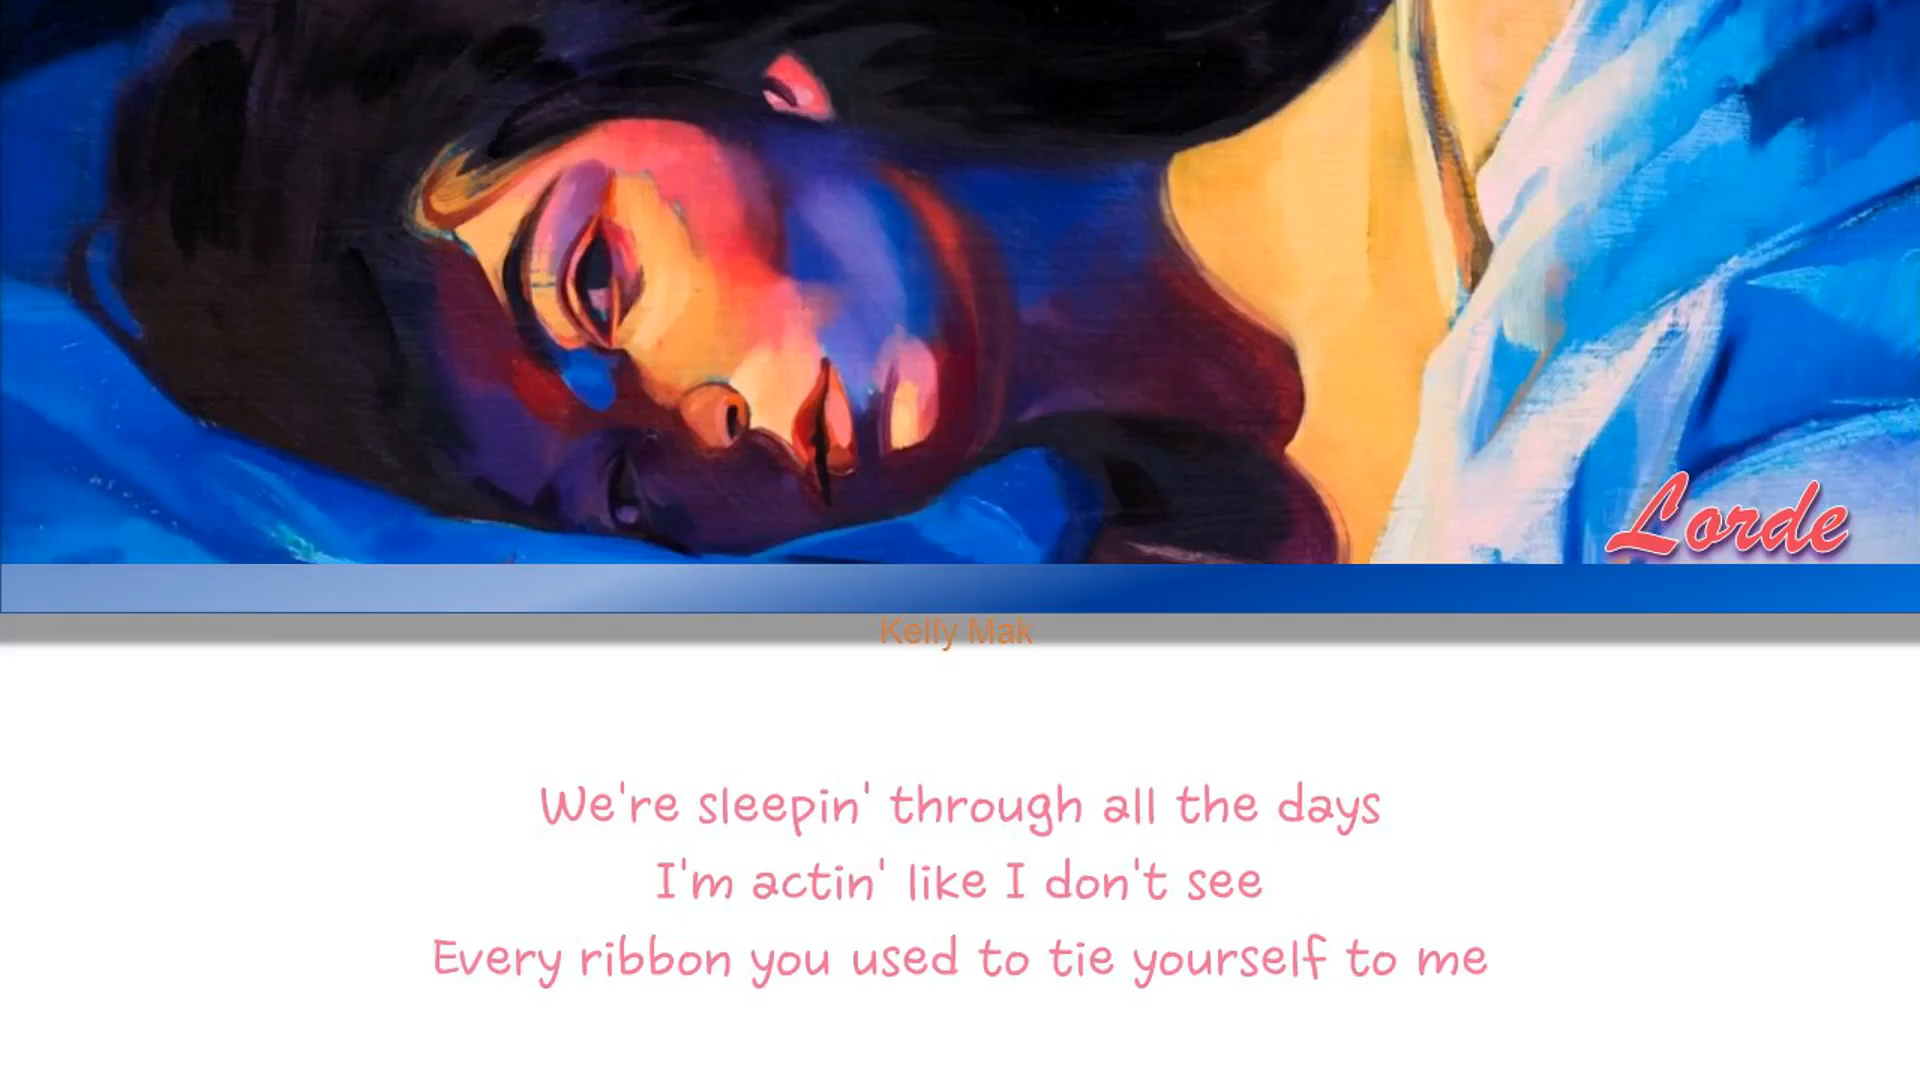 Lorde
Kelly Mak
We're sleepin' through all the days
I'm actin' like I don't see
Every ribbon you used to tie yourself to me